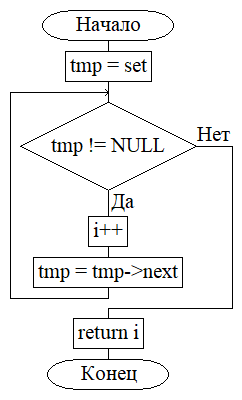 Начало
tmp = set
tmp != NULL
Нет
Да
i++
tmp = tmp->next
return i
Конец